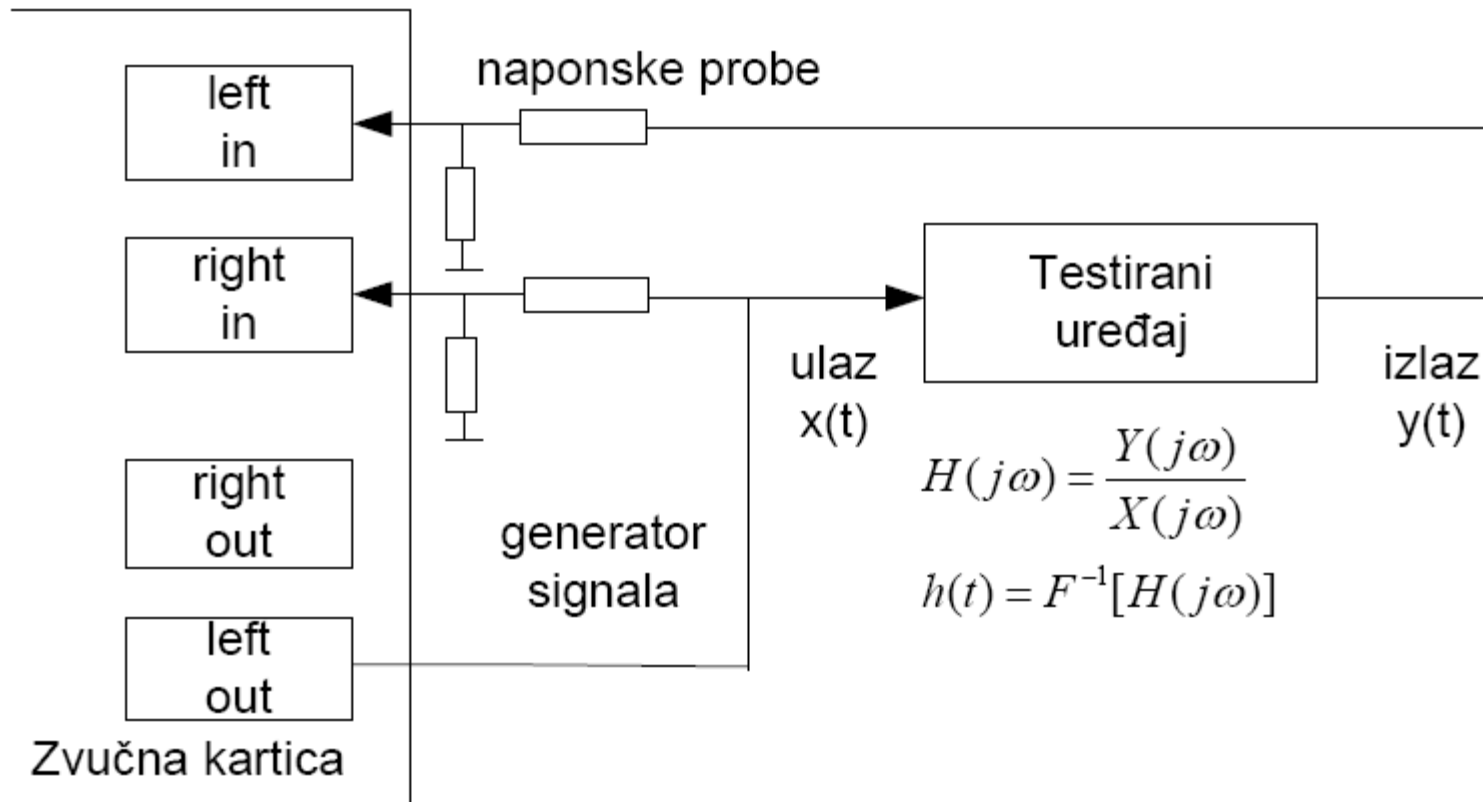 naponske probe
left
in
right
in
Testirani
uređaj
ulaz
x(t)
izlaz
y(t)
H(jω) = Y(jω) / X(jω)
h(t) = F⁻¹[H(jω)]
right
out
generator
signala
left
out
Zvučna kartica